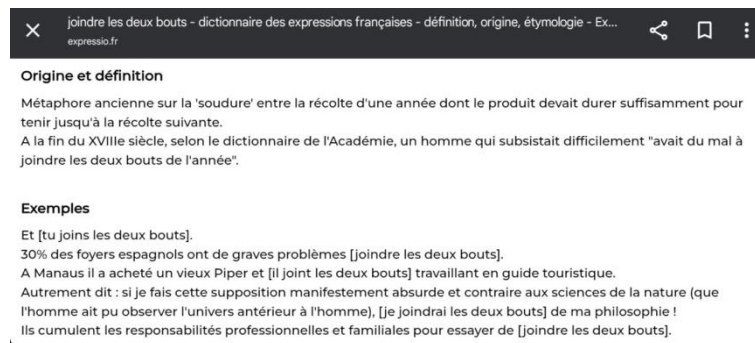 joindre les deux bouts - dictionnaire des expressions françaises - définition, origine, étymologie - Ex...
expressio.fr
Origine et définition
Métaphore ancienne sur la 'soudure' entre la récolte d'une année dont le produit devait durer suffisamment pour
tenir jusqu'à la récolte suivante.
A la fin du XVIIIe siècle, selon le dictionnaire de l'Académie, un homme qui subsistait difficilement "avait du mal à
joindre les deux bouts de l'année".
Exemples
Et [tu joins les deux bouts].
30% des foyers espagnols ont de graves problèmes [joindre les deux bouts].
A Manaus il a acheté un vieux Piper et [il joint les deux bouts] travaillant en guide touristique.
Autrement dit : si je fais cette supposition manifestement absurde et contraire aux sciences de la nature (que
l'homme ait pu observer l'univers antérieur à l'homme), [je joindrai les deux bouts] de ma philosophie !
Ils cumulent les responsabilités professionnelles et familiales pour essayer de [joindre les deux bouts].